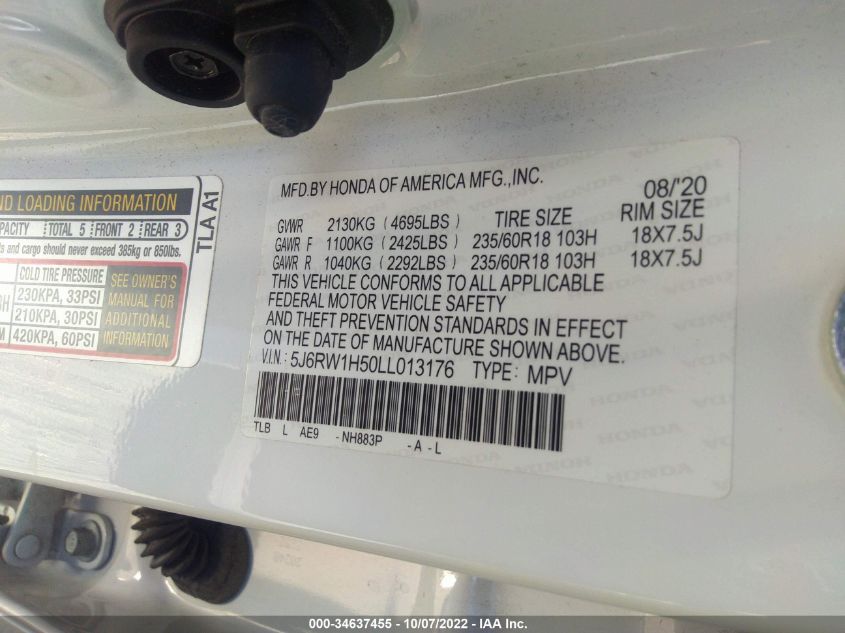 ND LOADING INFORMATION
PACITY TOTAL 5 FRONT 2 REAR 3
s and cargo should never exceed 385kg or 850lbs.
COLD TIRE PRESSURE
RH 230KPA, 33PSI
210KPA, 30PSI
M 420KPA, 60PSI
SEE OWNER'S
MANUAL FOR
ADDITIONAL
INFORMATION
TLA A1
MFD.BY HONDA OF AMERICA MFG.,INC. 08/'20
GVWR 2130KG (4695LBS) TIRE SIZE RIM SIZE
GAWR F 1100KG (2425LBS) 235/60R18 103H 18X7.5J
GAWR R 1040KG (2292LBS) 235/60R18 103H 18X7.5J
THIS VEHICLE CONFORMS TO ALL APPLICABLE
FEDERAL MOTOR VEHICLE SAFETY
AND THEFT PREVENTION STANDARDS IN EFFECT
ON THE DATE OF MANUFACTURE SHOWN ABOVE.
V.I.N: 5J6RW1H50LL013176 TYPE: MPV
TLB L AE9 -NH883P -A-L
000-34637455 - 10/07/2022 - IAA Inc.